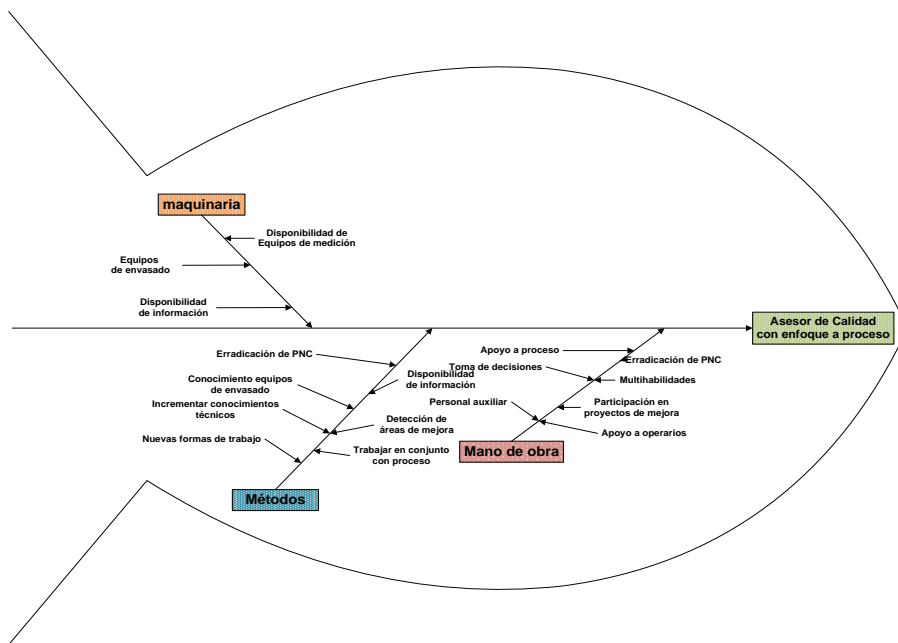 maquinaria
Disponibilidad de
Equipos de medición
Equipos
de envasado
Disponibilidad
de información
Asesor de Calidad
con enfoque a proceso
Erradicación de PNC
Disponibilidad
de información
Conocimiento equipos
de envasado
Incrementar conocimientos
técnicos
Detección de
áreas de mejora
Nuevas formas de trabajo
Trabajar en conjunto
con proceso
Métodos
Apoyo a proceso
Erradicación de PNC
Toma de decisiones
Multihabilidades
Personal auxiliar
Participación en
proyectos de mejora
Apoyo a operarios
Mano de obra